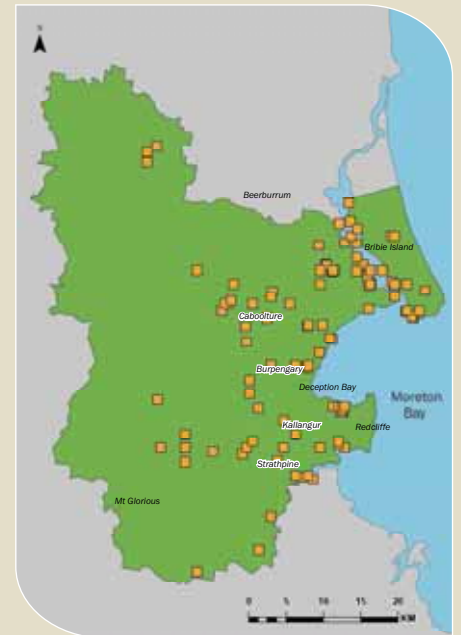 N
Beerburrum
Bribie Island
Caboolture
Burpengary
Deception Bay
Moreton
Bay
Kallangur
Redcliffe
Strathpine
Mt Glorious
0 5 10 15 20
KM